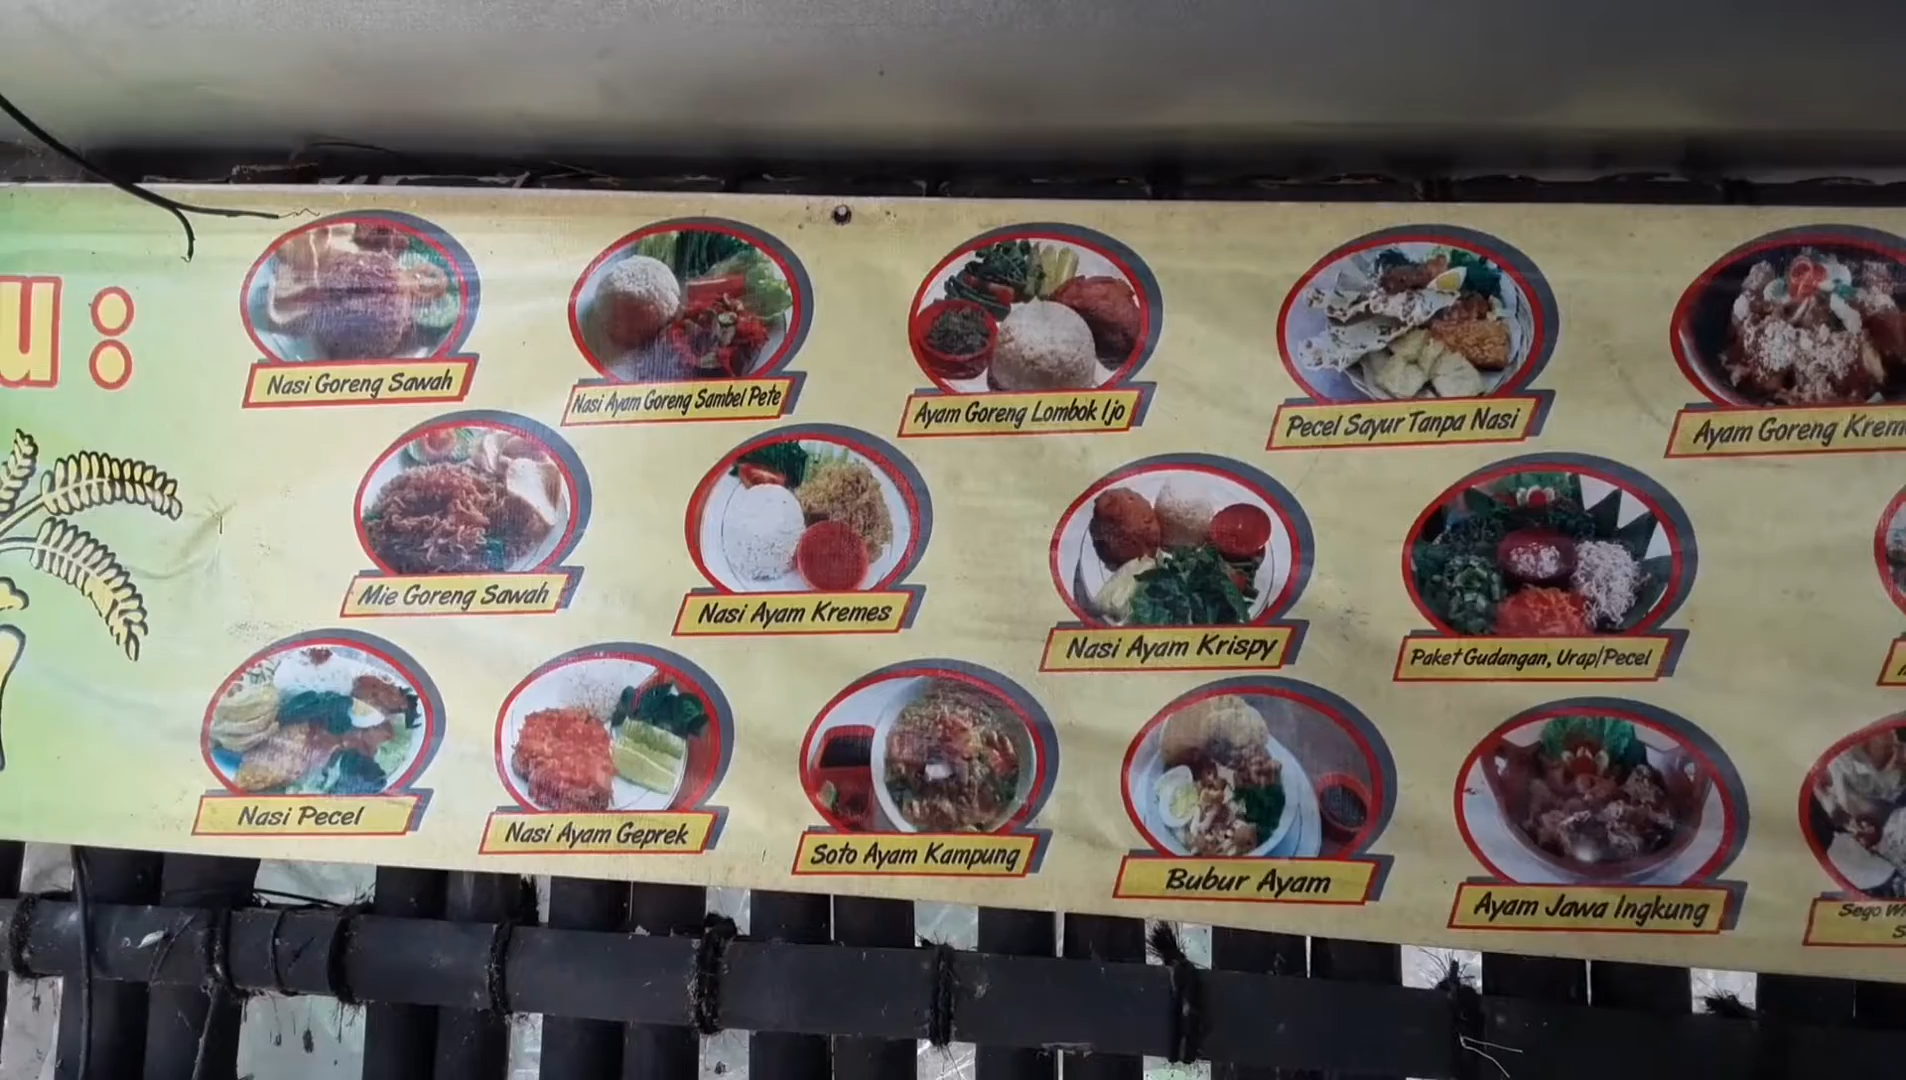 u :
Nasi Goreng Sawah
Nasi Ayam Goreng Sambel Pete
Ayam Goreng Lombok Ijo
Pecel Sayur Tanpa Nasi
Ayam Goreng Krem
Mie Goreng Sawah
Nasi Ayam Kremes
Nasi Ayam Krispy
Paket Gudangan, Urap/Pecel
Nasi Pecel
Nasi Ayam Geprek
Soto Ayam Kampung
Bubur Ayam
Ayam Jawa Ingkung
Sego Wi
S